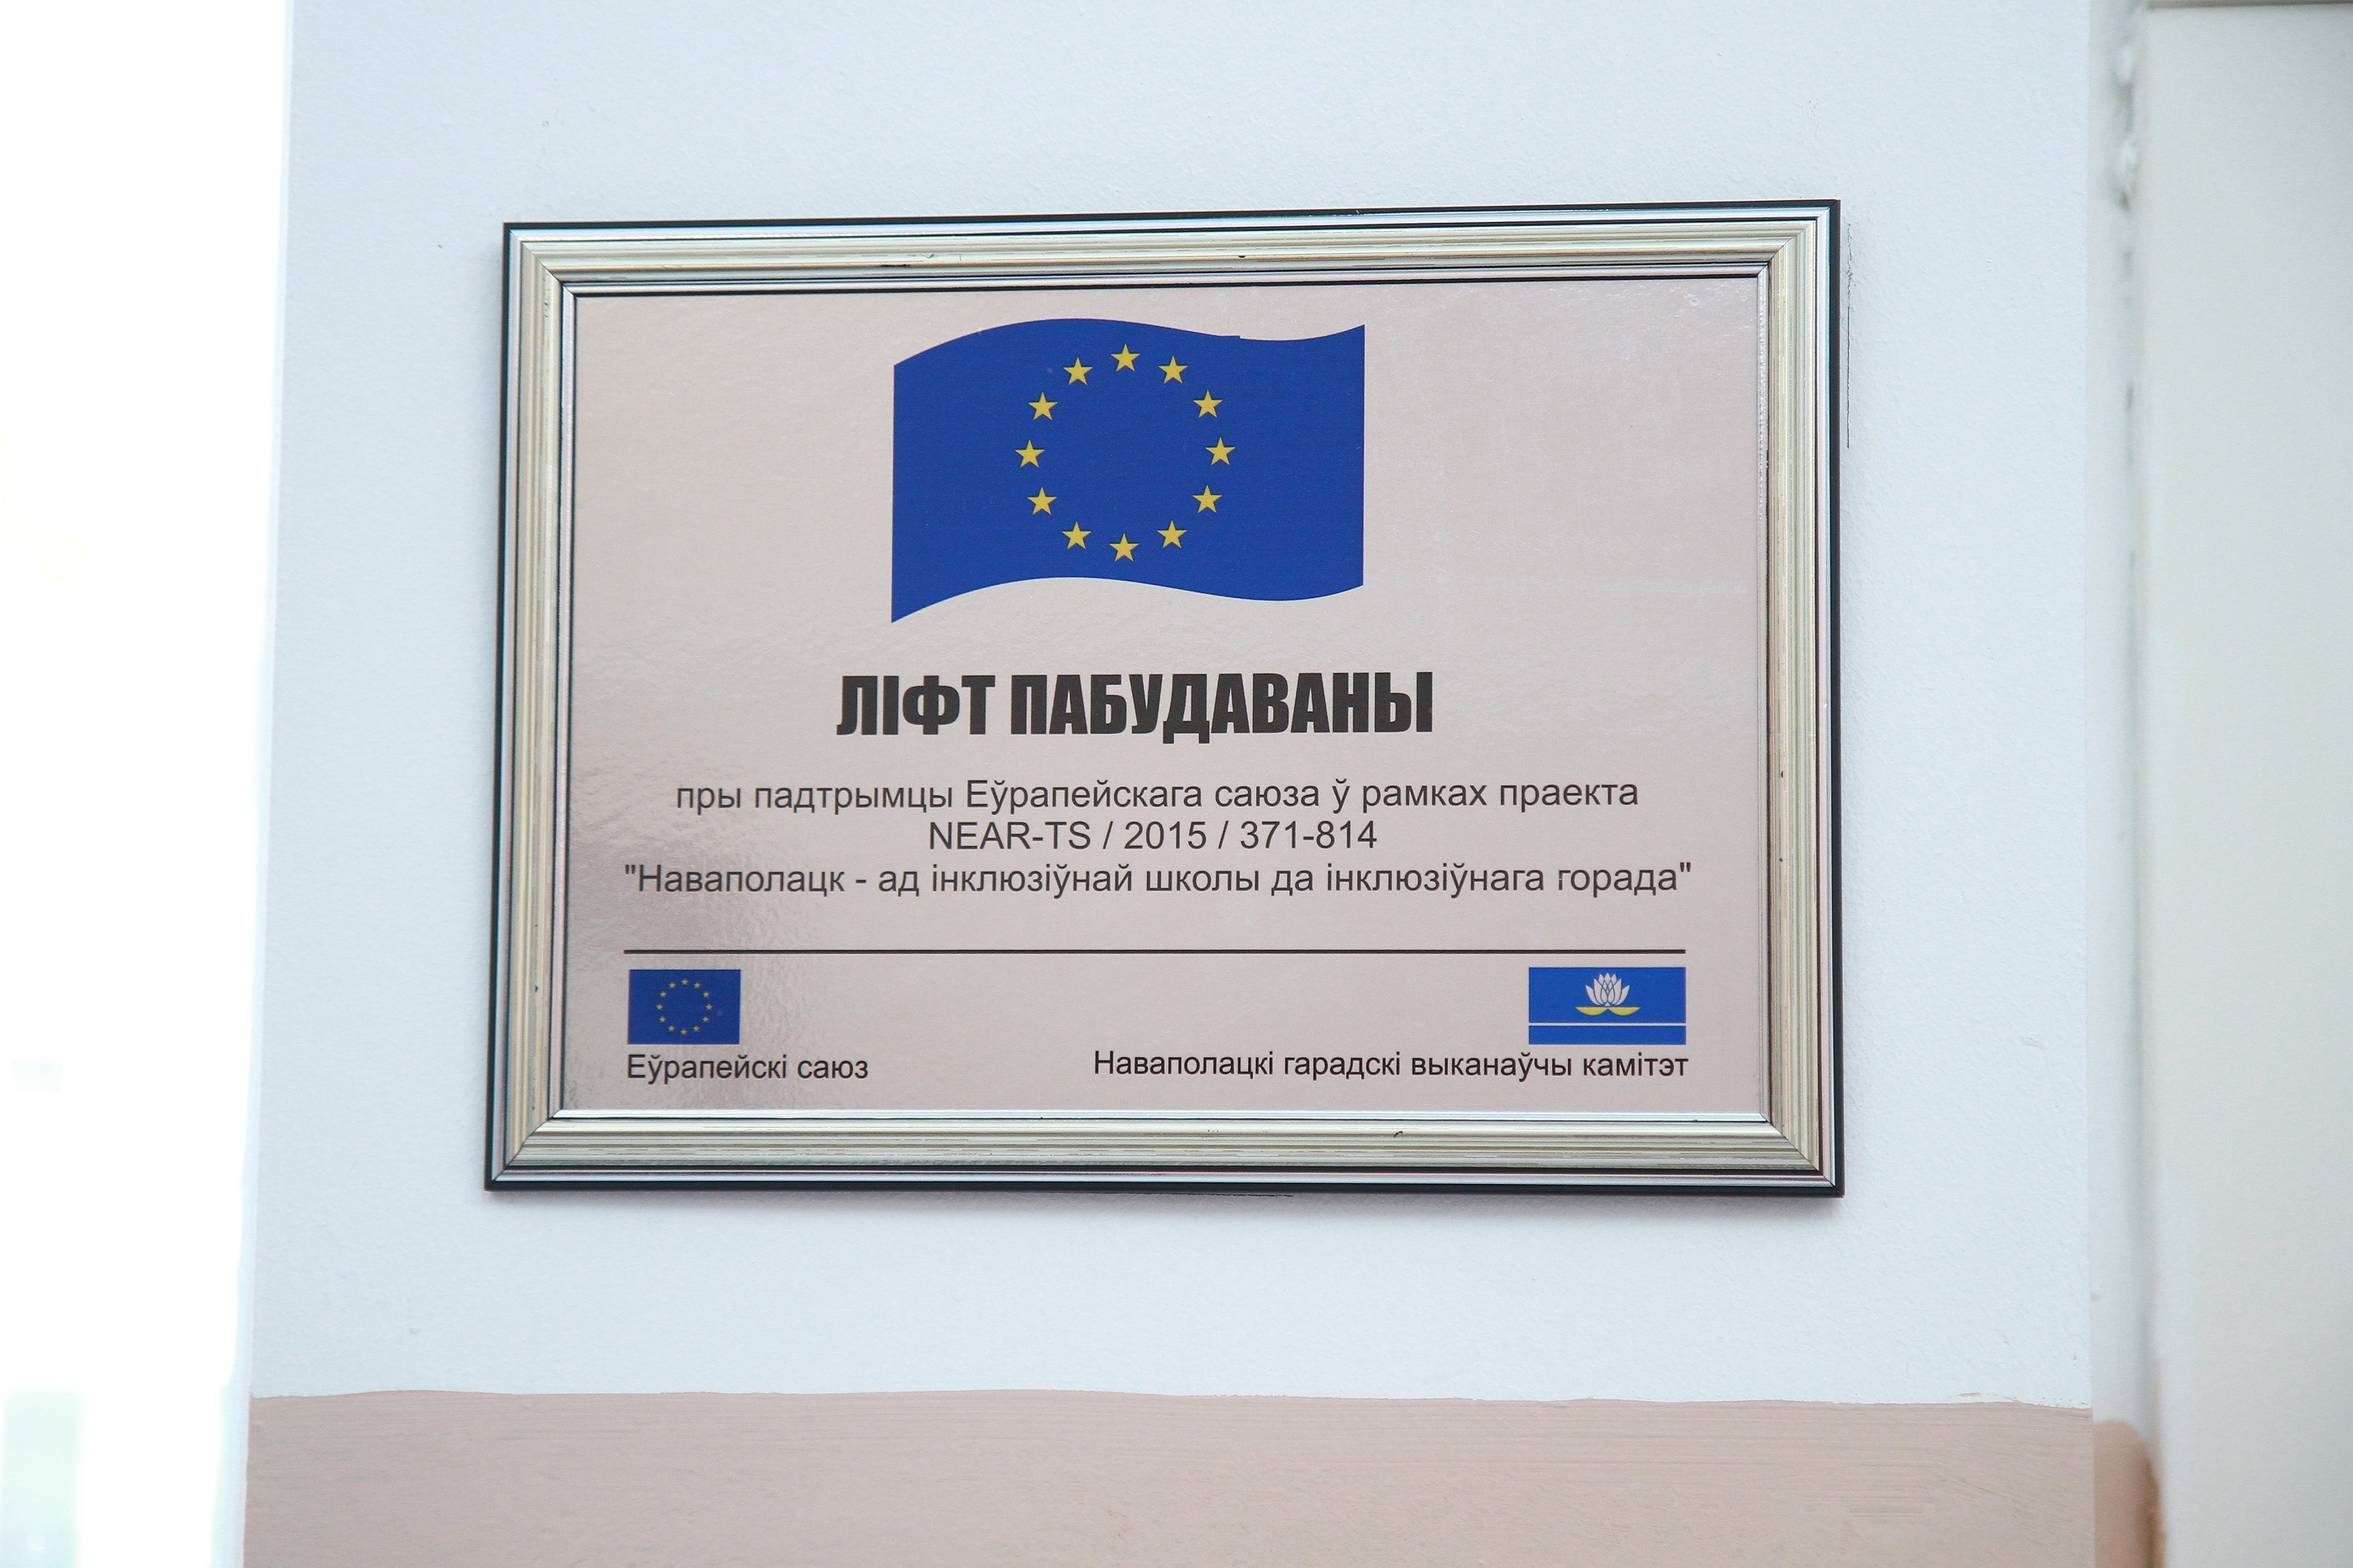 ЛІФТ ПАБУДАВАНЫ
пры падтрымцы Еўрапейскага саюза ў рамках праекта
NEAR-TS / 2015 / 371-814
"Наваполацк - ад інклюзіўнай школы да інклюзіўнага горада"
Еўрапейскі саюз
Наваполацкі гарадскі выканаўчы камітэт